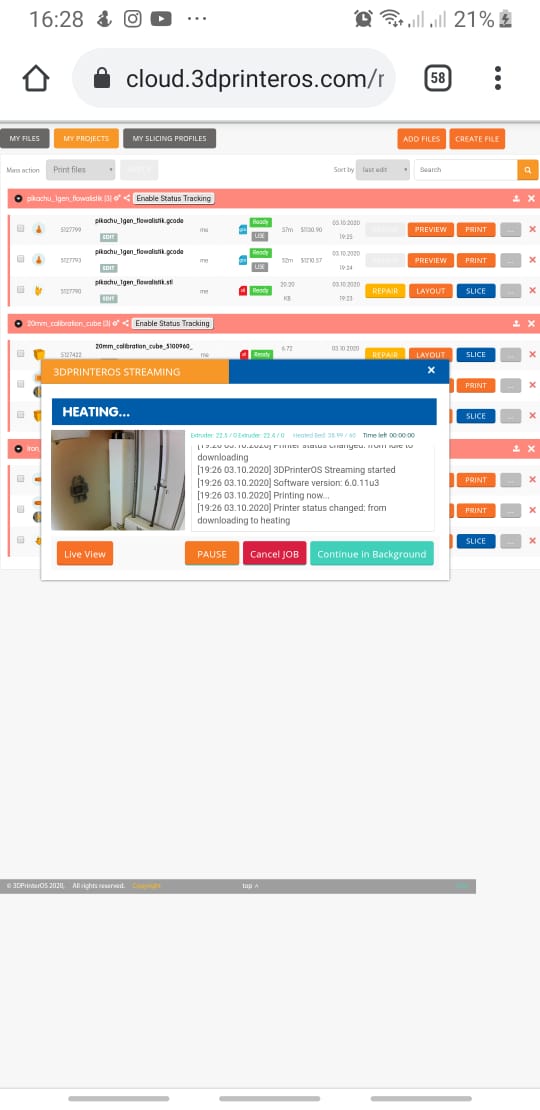 16:28 ... 21%
cloud.3dprinteros.com/r 58
MY FILES MY PROJECTS MY SLICING PROFILES ADD FILES CREATE FILE
Mass action Print files Sort by last edit Search
pikachu_1gen_flowalistik [3] Enable Status Tracking
pikachu_1gen_flowalistik.gcode
5127799 EDIT me Ready USE 57m $1130.90 03.10.2020 19:25 PREVIEW PRINT ...
pikachu_1gen_flowalistik.gcode
5127793 EDIT me Ready USE 52m 03.10.2020 19:24 PREVIEW PRINT ...
pikachu_1gen_flowalistik.stl
5127790 EDIT me Ready 20.20 KB 03.10.2020 19:23 REPAIR LAYOUT SLICE ...
20mm_calibration_cube [3] Enable Status Tracking
20mm_calibration_cube_5100960_
5127422 me Ready 6.72 03.10.2020 REPAIR LAYOUT SLICE ...
3DPRINTEROS STREAMING
PRINT ...
HEATING...
SLICE ...
Extruder: 22.5 / 0 Extruder: 22.4 / 0 Heated Bed: 38.99 / 60 Time left 00:00:00
[19:26 03.10.2020] Printer status changed: from idle to
downloading
[19:26 03.10.2020] 3DPrinterOS Streaming started
[19:26 03.10.2020] Software version: 6.0.11u3
[19:26 03.10.2020] Printing now...
[19:26 03.10.2020] Printer status changed: from
downloading to heating
Iron
PRINT ...
PRINT ...
SLICE ...
Live View PAUSE Cancel JOB Continue in Background
© 3DPrinterOS 2020, All rights reserved. Copyright top ^